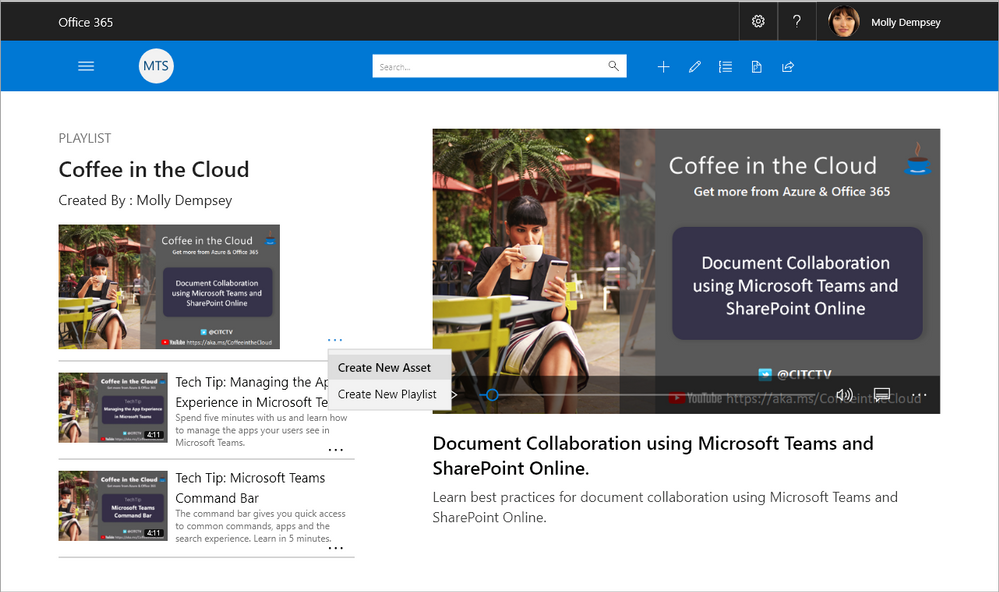 Office 365
?
Molly Dempsey
MTS
Search...
PLAYLIST
Coffee in the Cloud
Created By : Molly Dempsey
Coffee in the Cloud
Get more from Azure & Office 365
Document Collaboration
using Microsoft Teams and
SharePoint Online
@CITCTV
YouTube https://aka.ms/CoffeeintheCloud
...
Create New Asset
Create New Playlist
Coffee in the Cloud
Tech Tip:
Managing the App Experience
in Microsoft Teams
4:11
Tech Tip: Managing the Ap
Experience in Microsoft Te
Spend five minutes with us and learn how
to manage the apps your users see in
Microsoft Teams.
...
Coffee in the Cloud
Tech Tip:
Microsoft Teams
Command Bar
4:11
Tech Tip: Microsoft Teams
Command Bar
The command bar gives you quick access
to common commands, apps and the
search experience. Learn in 5 minutes.
...
Coffee in the Cloud
Get more from Azure & Office 365
Document Collaboration
using Microsoft Teams and
SharePoint Online
@CITCTV
YouTube https://aka.ms/CoffeeintheCloud
...
Document Collaboration using Microsoft Teams and
SharePoint Online.
Learn best practices for document collaboration using Microsoft Teams and
SharePoint Online.